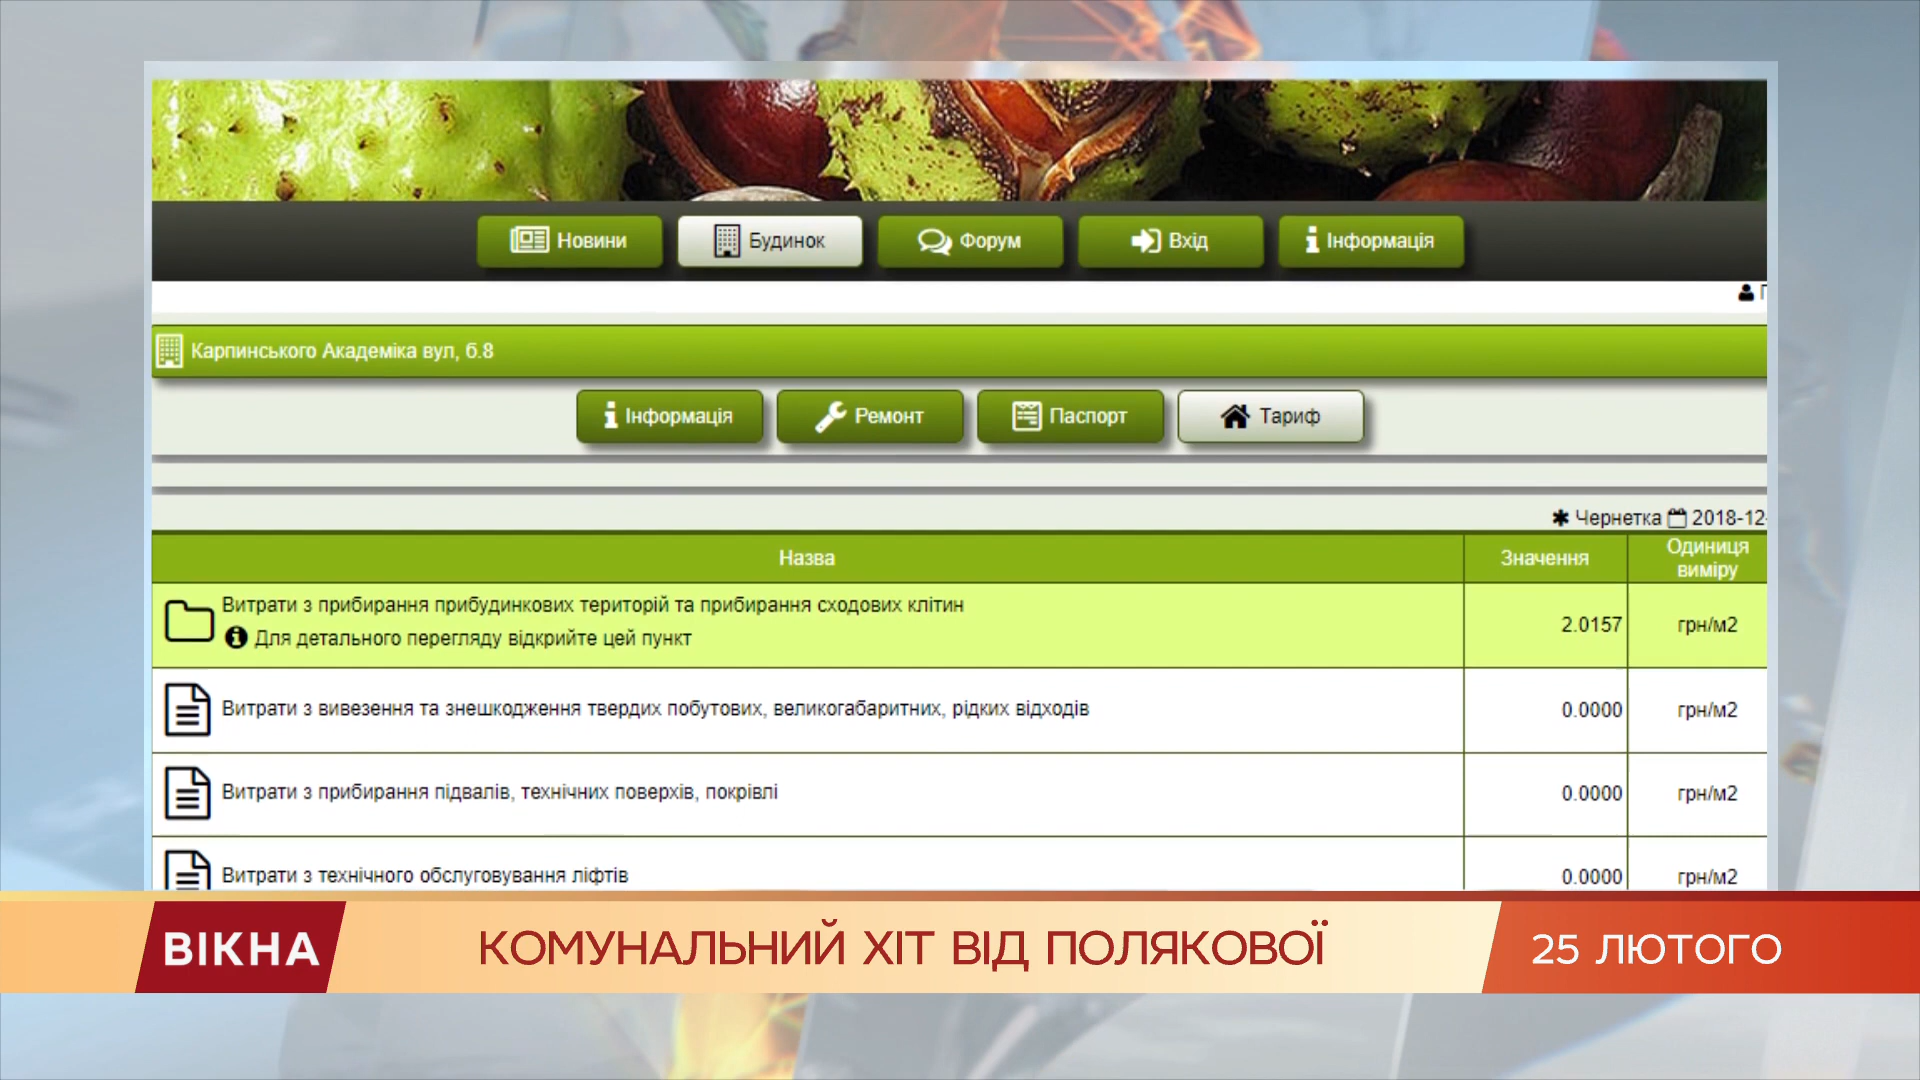 Новини
Будинок
Форум
Вхід
Інформація
Карпинського Академіка вул, б.8
Інформація
Ремонт
Паспорт
Тариф
Чернетка 2018-12-
Назва
Значення
Одиниця
виміру
Витрати з прибирання прибудинкових територій та прибирання сходових клітин
Для детального перегляду відкрийте цей пункт
2.0157
грн/м2
Витрати з вивезення та знешкодження твердих побутових, великогабаритних, рідких відходів
0.0000
грн/м2
Витрати з прибирання підвалів, технічних поверхів, покрівлі
0.0000
грн/м2
Витрати з технічного обслуговування ліфтів
0.0000
грн/м2
ВІКНА
КОМУНАЛЬНИЙ ХІТ ВІД ПОЛЯКОВОЇ
25 ЛЮТОГО